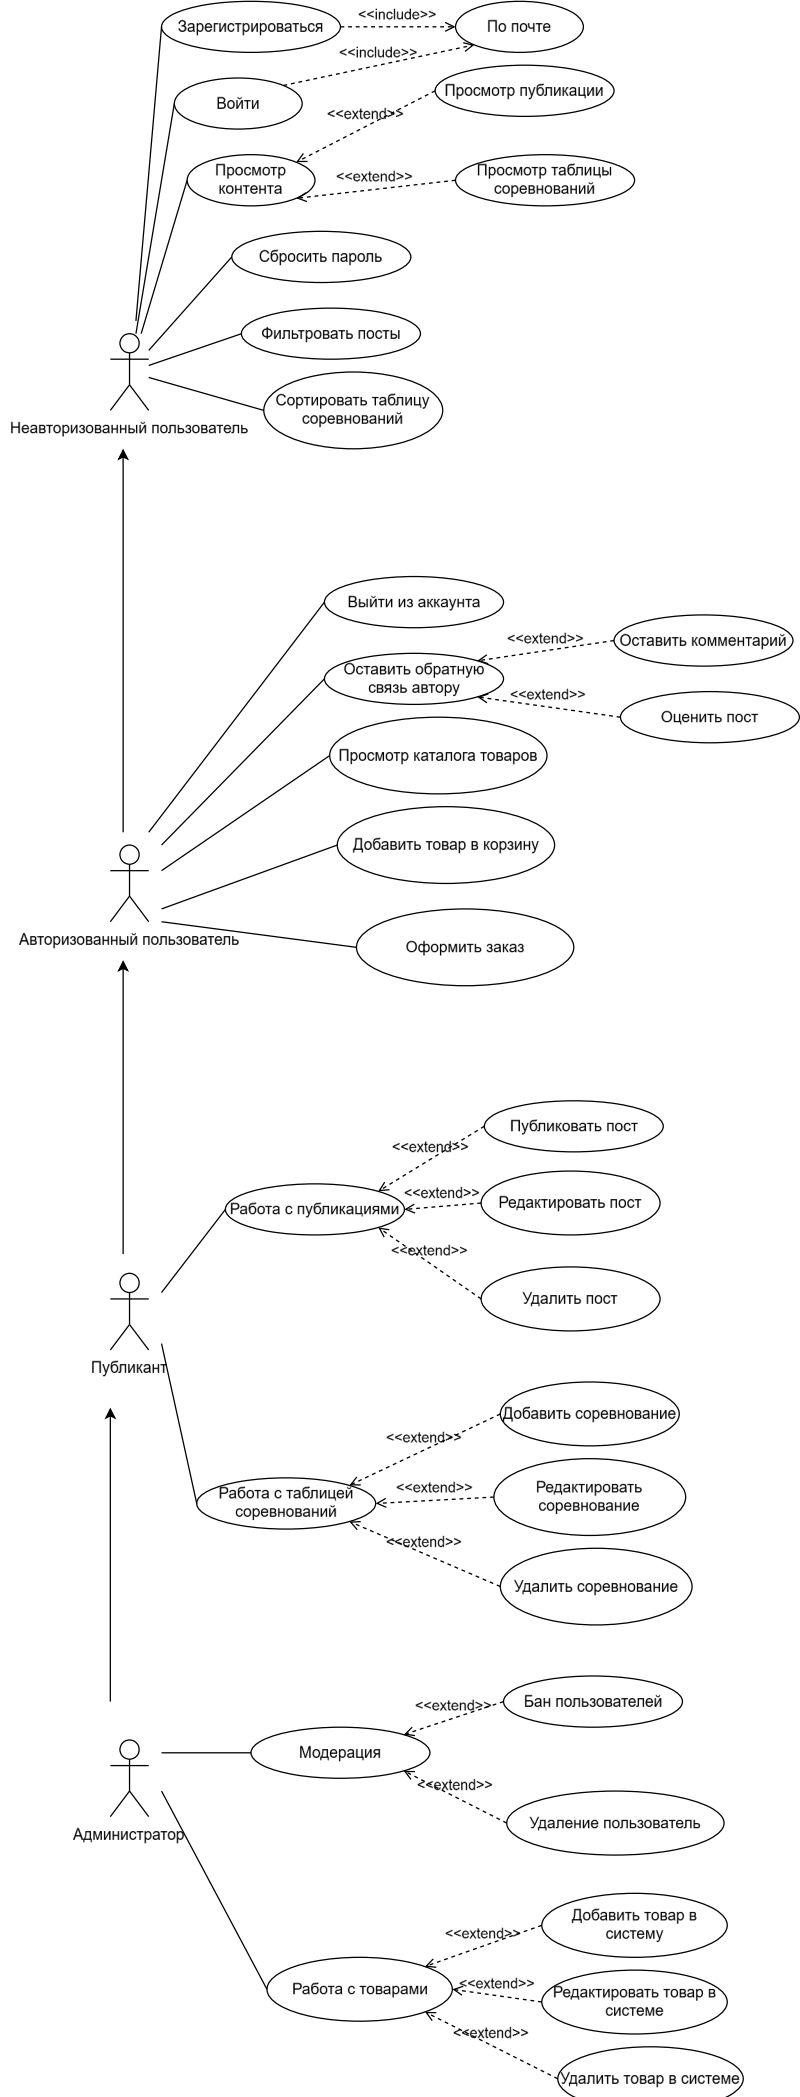 Зарегистрироваться
<<include>>
По почте
<<include>>
Войти
Просмотр публикации
<<extend>>
Просмотр
контента
<<extend>>
Просмотр таблицы
соревнований
Сбросить пароль
Фильтровать посты
Сортировать таблицу
соревнований
Неавторизованный пользователь
Выйти из аккаунта
Оставить обратную
связь автору
<<extend>>
Оставить комментарий
<<extend>>
Оценить пост
Просмотр каталога товаров
Добавить товар в корзину
Оформить заказ
Авторизованный пользователь
Публиковать пост
<<extend>>
Работа с публикациями
<<extend>>
Редактировать пост
<<extend>>
Удалить пост
Публикант
Добавить соревнование
<<extend>>
Работа с таблицей
соревнований
<<extend>>
Редактировать
соревнование
<<extend>>
Удалить соревнование
Бан пользователей
<<extend>>
Модерация
<<extend>>
Удаление пользователь
Администратор
Добавить товар в
систему
<<extend>>
Работа с товарами
<<extend>>
Редактировать товар в
системе
<<extend>>
Удалить товар в системе